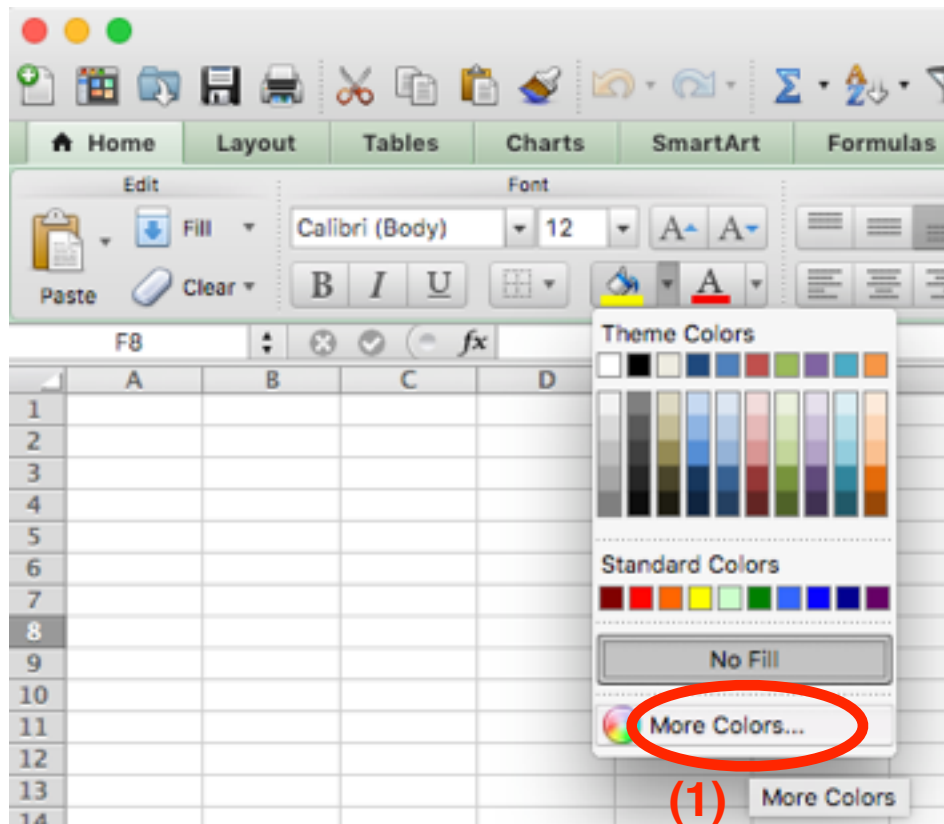 Home Layout Tables Charts SmartArt Formulas
Edit Font
Fill Calibri (Body) 12 A A
Paste Clear B I U A
F8 fx
A B C D
Theme Colors
1
2
3
4
5
Standard Colors
6
7
8
9
No Fill
10
11
More Colors...
12
13
(1) More Colors
14